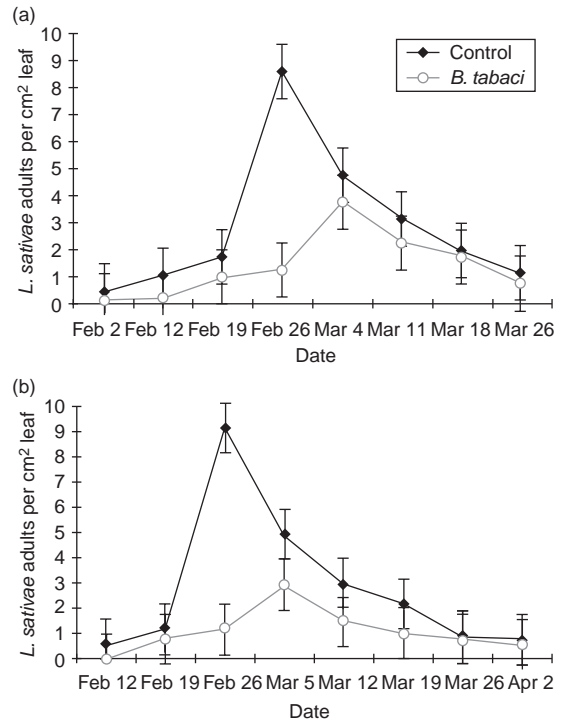 (a)
10
9
8
7
6
5
4
3
2
1
0
L. sativae adults per cm² leaf
Control
B. tabaci
Feb 2 Feb 12 Feb 19 Feb 26 Mar 4 Mar 11 Mar 18 Mar 26
Date
(b)
10
9
8
7
6
5
4
3
2
1
0
L. sativae adults per cm² leaf
Feb 12 Feb 19 Feb 26 Mar 5 Mar 12 Mar 19 Mar 26 Apr 2
Date